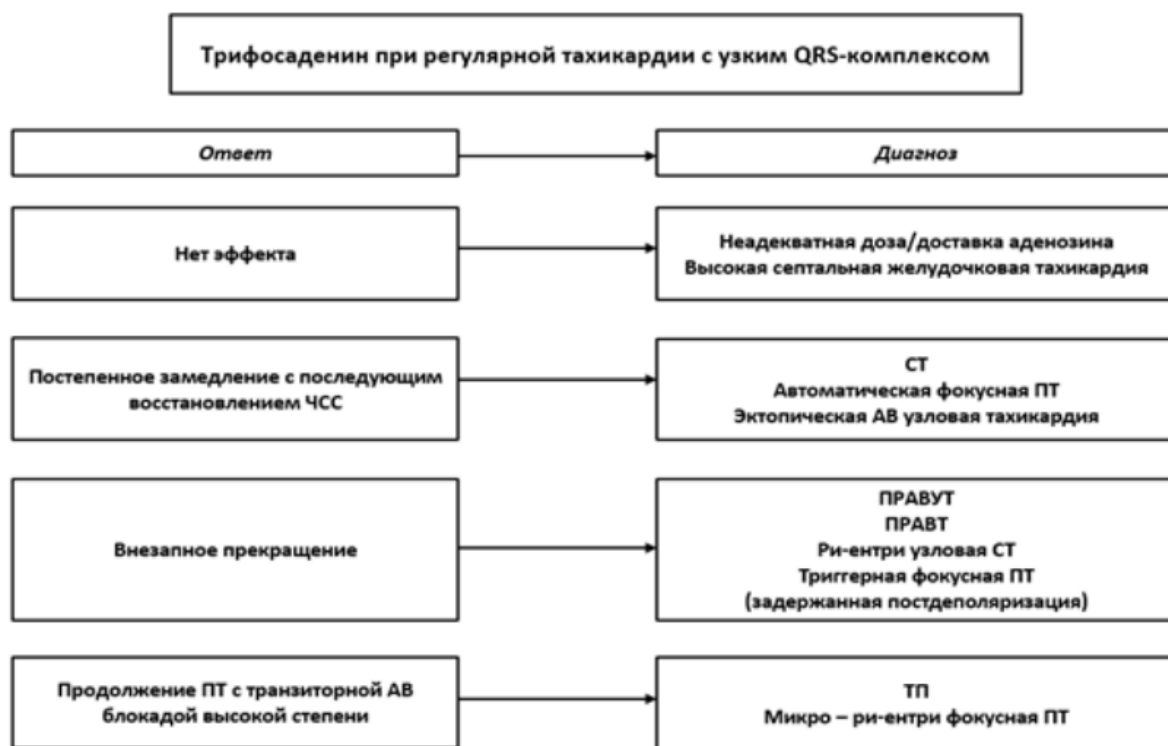 Трифосаденин при регулярной тахикардии с узким QRS-комплексом
Ответ
Диагноз
Нет эффекта
Неадекватная доза/доставка аденозина
Высокая септальная желудочковая тахикардия
Постепенное замедление с последующим
восстановлением ЧСС
СТ
Автоматическая фокусная ПТ
Эктопическая АВ узловая тахикардия
Внезапное прекращение
ПРАВУТ
ПРАВТ
Ри-ентри узловая СТ
Триггерная фокусная ПТ
(задержанная постдеполяризация)
Продолжение ПТ с транзиторной АВ
блокадой высокой степени
ТП
Микро – ри-ентри фокусная ПТ